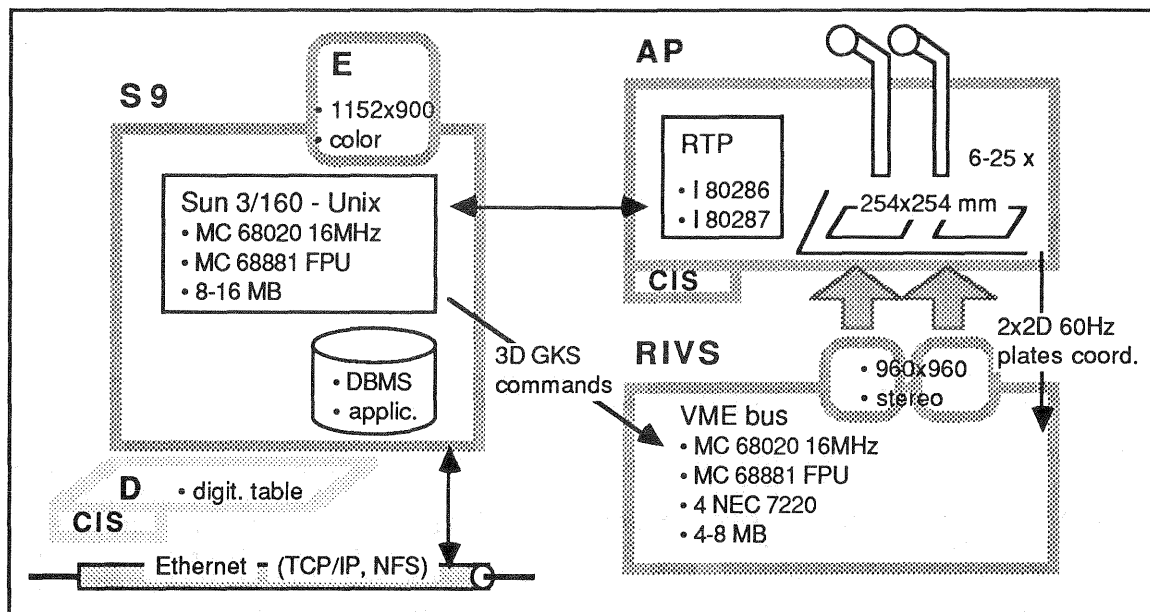 S 9
E
• 1152x900
• color
Sun 3/160 - Unix
• MC 68020 16MHz
• MC 68881 FPU
• 8-16 MB
• DBMS
• applic.
D • digit. table
CIS
Ethernet (TCP/IP, NFS)
3D GKS
commands
AP
RTP
• I 80286
• I 80287
6-25 x
254x254 mm
CIS
2x2D 60Hz
plates coord.
RIVS
• 960x960
• stereo
VME bus
• MC 68020 16MHz
• MC 68881 FPU
• 4 NEC 7220
• 4-8 MB